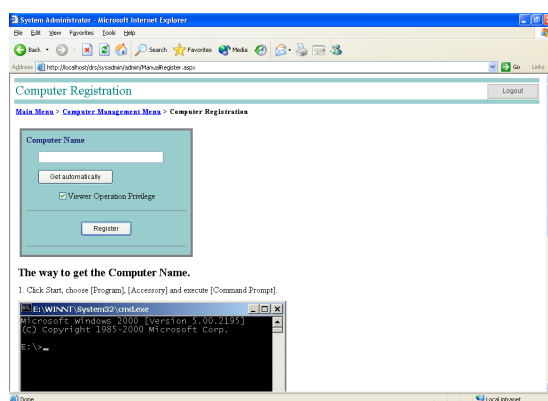 System Administrator - Microsoft Internet Explorer
File Edit View Favorites Tools Help
Back Search Favorites Media
Address http://localhost/drs/sysadmin/admin/ManualRegister.aspx Go Links
Computer Registration Logout
Main Menu > Computer Management Menu > Computer Registration
Computer Name
Get automatically
Viewer Operation Privilege
Register
The way to get the Computer Name.
1. Click Start, choose [Program], [Accessory] and execute [Command Prompt].
E:\WINNT\System32\cmd.exe
Microsoft Windows 2000 [Version 5.00.2195]
(C) Copyright 1985-2000 Microsoft Corp.
E:\>_
Done Local intranet